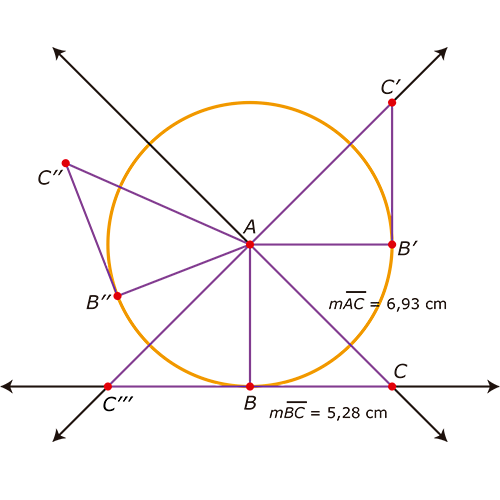 C′
C″
A
B′
B″
mAC = 6,93 cm
C
C‴
B
mBC = 5,28 cm